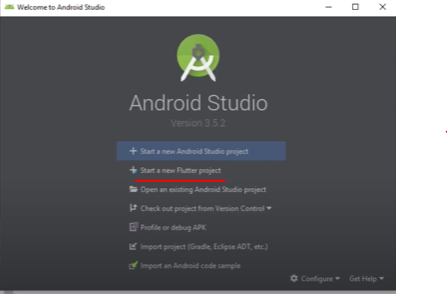 Welcome to Android Studio
Android Studio
Version 3.5.2
Start a new Android Studio project
Start a new Flutter project
Open an existing Android Studio project
Check out project from Version Control
Profile or debug APK
Import project (Gradle, Eclipse ADT, etc.)
Import an Android code sample
Configure Get Help